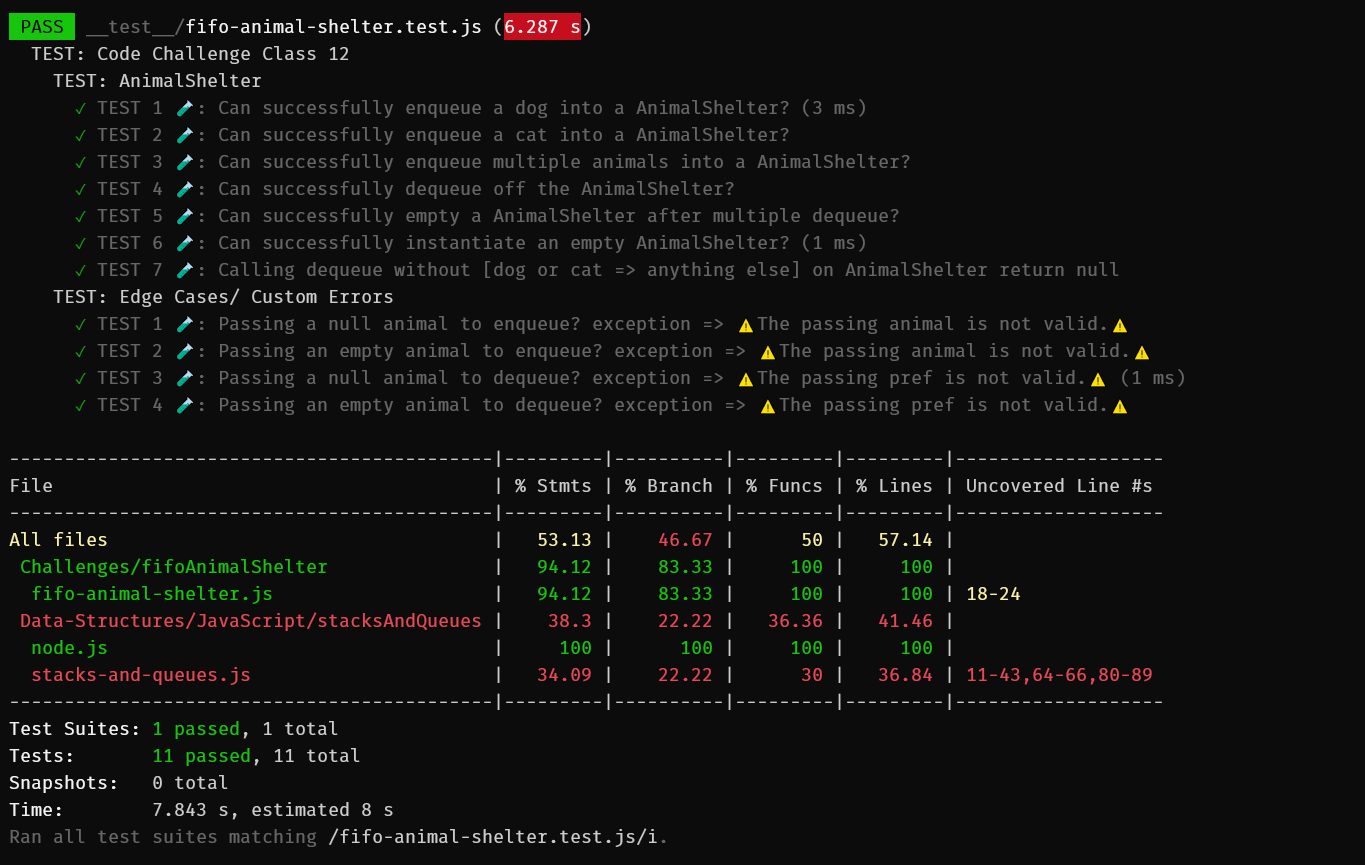 PASS __test__/fifo-animal-shelter.test.js (6.287 s)
TEST: Code Challenge Class 12
TEST: AnimalShelter
✓ TEST 1 🧪: Can successfully enqueue a dog into a AnimalShelter? (3 ms)
✓ TEST 2 🧪: Can successfully enqueue a cat into a AnimalShelter?
✓ TEST 3 🧪: Can successfully enqueue multiple animals into a AnimalShelter?
✓ TEST 4 🧪: Can successfully dequeue off the AnimalShelter?
✓ TEST 5 🧪: Can successfully empty a AnimalShelter after multiple dequeue?
✓ TEST 6 🧪: Can successfully instantiate an empty AnimalShelter? (1 ms)
✓ TEST 7 🧪: Calling dequeue without [dog or cat => anything else] on AnimalShelter return null
TEST: Edge Cases/ Custom Errors
✓ TEST 1 🧪: Passing a null animal to enqueue? exception => ⚠️The passing animal is not valid.⚠️
✓ TEST 2 🧪: Passing an empty animal to enqueue? exception => ⚠️The passing animal is not valid.⚠️
✓ TEST 3 🧪: Passing a null animal to dequeue? exception => ⚠️The passing pref is not valid.⚠️ (1 ms)
✓ TEST 4 🧪: Passing an empty animal to dequeue? exception => ⚠️The passing pref is not valid.⚠️
--------------------------------------------|---------|----------|---------|---------|-------------------
File | % Stmts | % Branch | % Funcs | % Lines | Uncovered Line #s
--------------------------------------------|---------|----------|---------|---------|-------------------
All files | 53.13 | 46.67 | 50 | 57.14 |
Challenges/fifoAnimalShelter | 94.12 | 83.33 | 100 | 100 |
fifo-animal-shelter.js | 94.12 | 83.33 | 100 | 100 | 18-24
Data-Structures/JavaScript/stacksAndQueues | 38.3 | 22.22 | 36.36 | 41.46 |
node.js | 100 | 100 | 100 | 100 |
stacks-and-queues.js | 34.09 | 22.22 | 30 | 36.84 | 11-43,64-66,80-89
--------------------------------------------|---------|----------|---------|---------|-------------------
Test Suites: 1 passed, 1 total
Tests: 11 passed, 11 total
Snapshots: 0 total
Time: 7.843 s, estimated 8 s
Ran all test suites matching /fifo-animal-shelter.test.js/i.